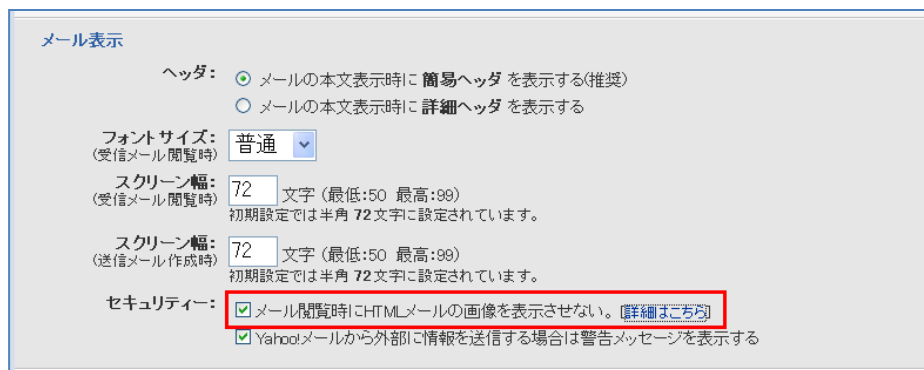 メール表示
ヘッダ: メールの本文表示時に 簡易ヘッダ を表示する(推奨)
メールの本文表示時に 詳細ヘッダ を表示する
フォントサイズ: 普通
(受信メール閲覧時)
スクリーン幅: 72 文字 (最低:50 最高:99)
(受信メール閲覧時) 初期設定では半角 72文字に設定されています。
スクリーン幅: 72 文字 (最低:50 最高:99)
(送信メール作成時) 初期設定では半角 72文字に設定されています。
セキュリティー: メール閲覧時にHTMLメールの画像を表示させない。[詳細はこちら]
Yahoo!メールから外部に情報を送信する場合は警告メッセージを表示する